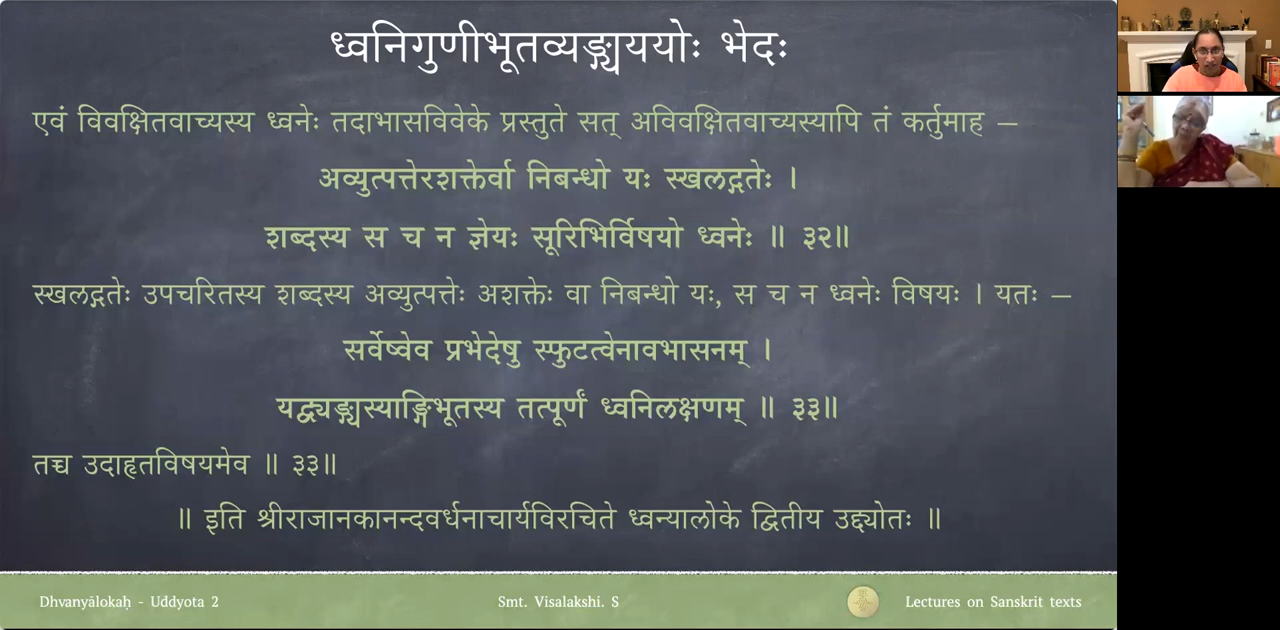 ध्वनिगुणीभूतव्यङ्ग्यययोः भेदः
एवं विवक्षितवाच्यस्य ध्वनेः तदाभासविवेके प्रस्तुते सत् अविवक्षितवाच्यस्यापि तं कर्तुमाह –
अव्युत्पत्तेरशक्तेर्वा निबन्धो यः स्खलद्गतेः ।
शब्दस्य स च न ज्ञेयः सूरिभिर्विषयो ध्वनेः ॥ ३२॥
स्खलद्गतेः उपचरितस्य शब्दस्य अव्युत्पत्तेः अशक्तेः वा निबन्धो यः, स च न ध्वनेः विषयः । यतः –
सर्वेष्वेव प्रभेदेषु स्फुटत्वेनावभासनम् ।
यद्व्यङ्ग्यस्याङ्गिभूतस्य तत्पूर्णं ध्वनिलक्षणम् ॥ ३३॥
तच्च उदाहृतविषयमेव ॥ ३३॥
॥ इति श्रीराजानकानन्दवर्धनाचार्यविरचिते ध्वन्यालोके द्वितीय उद्द्योतः ॥
Dhvanyālokaḥ - Uddyota 2 Smt. Visalakshi. S Lectures on Sanskrit texts